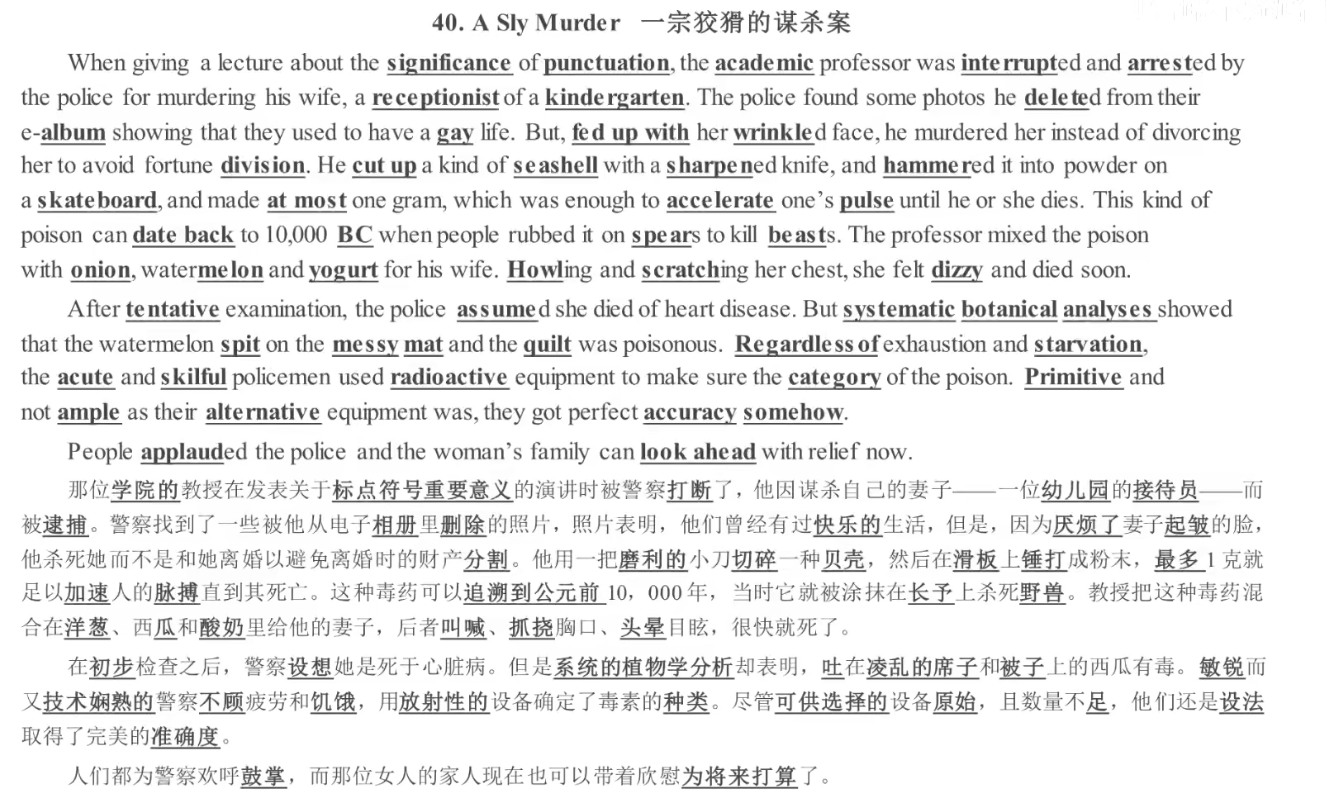 40. A Sly Murder 一宗狡猾的谋杀案
When giving a lecture about the significance of punctuation, the academic professor was interrupted and arrested by
the police for murdering his wife, a receptionist of a kindergarten. The police found some photos he deleted from their
e-album showing that they used to have a gay life. But, fed up with her wrinkled face, he murdered her instead of divorcing
her to avoid fortune division. He cut up a kind of seashell with a sharpened knife, and hammered it into powder on
a skateboard, and made at most one gram, which was enough to accelerate one's pulse until he or she dies. This kind of
poison can date back to 10,000 BC when people rubbed it on spears to kill beasts. The professor mixed the poison
with onion, watermelon and yogurt for his wife. Howling and scratching her chest, she felt dizzy and died soon.
After tentative examination, the police assumed she died of heart disease. But systematic botanical analyses showed
that the watermelon spit on the messy mat and the quilt was poisonous. Regardless of exhaustion and starvation,
the acute and skilful policemen used radioactive equipment to make sure the category of the poison. Primitive and
not ample as their alternative equipment was, they got perfect accuracy somehow.
People applauded the police and the woman's family can look ahead with relief now.
那位学院的教授在发表关于标点符号重要意义的演讲时被警察打断了，他因谋杀自己的妻子——一位幼儿园的接待员——而
被逮捕。警察找到了一些被他从电子相册里删除的照片，照片表明，他们曾经有过快乐的生活，但是，因为厌烦了妻子起皱的脸，
他杀死她而不是和她离婚以避免离婚时的财产分割。他用一把磨利的小刀切碎一种贝壳，然后在滑板上锤打成粉末，最多1克就
足以加速人的脉搏直到其死亡。这种毒药可以追溯到公元前10，000年，当时它就被涂抹在长予上杀死野兽。教授把这种毒药混
合在洋葱、西瓜和酸奶里给他的妻子，后者叫喊、抓挠胸口、头晕目眩，很快就死了。
在初步检查之后，警察设想她是死于心脏病。但是系统的植物学分析却表明，吐在凌乱的席子和被子上的西瓜有毒。敏锐而
又技术娴熟的警察不顾疲劳和饥饿，用放射性的设备确定了毒素的种类。尽管可供选择的设备原始，且数量不足，他们还是设法
取得了完美的准确度。
人们都为警察欢呼鼓掌，而那位女人的家人现在也可以带着欣慰为将来打算了。